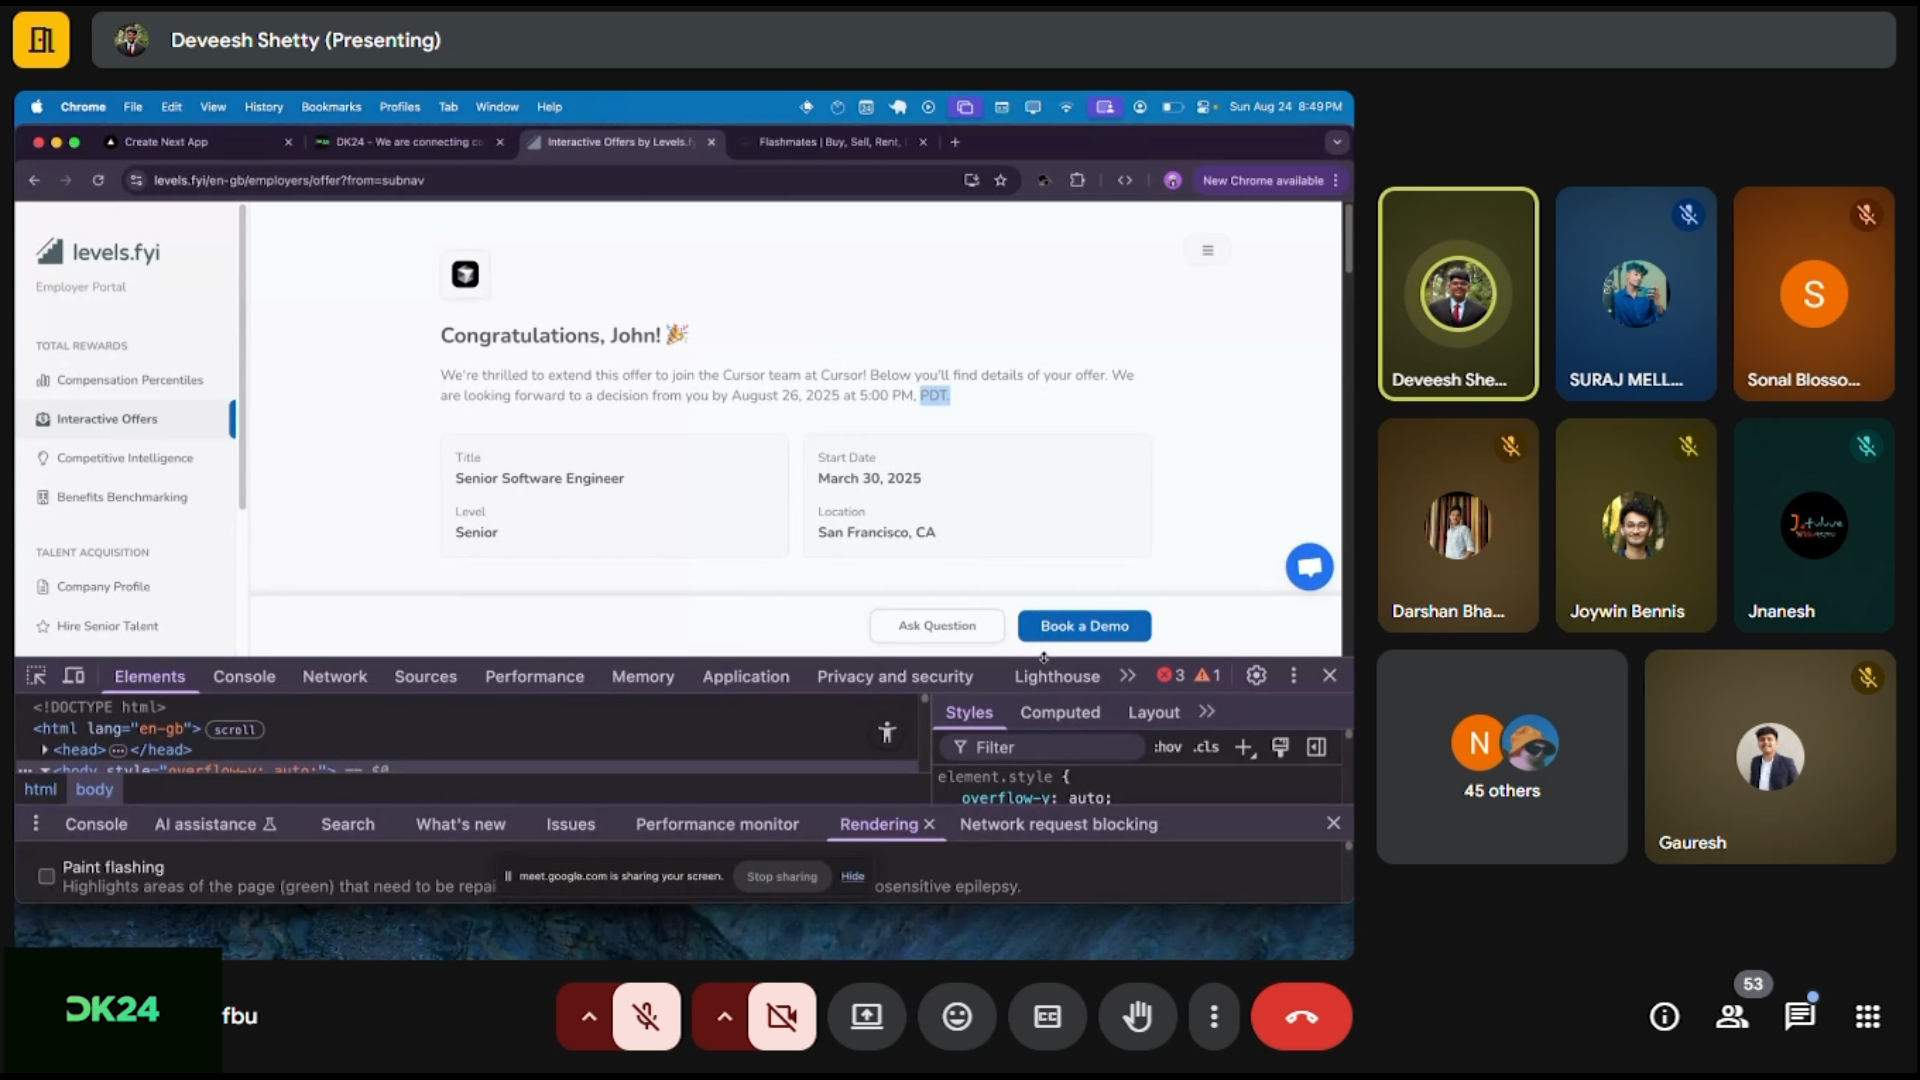 Deveesh Shetty (Presenting)
Chrome File Edit View History Bookmarks Profiles Tab Window Help
Sun Aug 24 8:49 PM
Create Next App
DK24 - We are connecting co
Interactive Offers by Levels.f
Flashmates | Buy, Sell, Rent,
levels.fyi/en-gb/employers/offer?from=subnav
New Chrome available
levels.fyi
Employer Portal
TOTAL REWARDS
Compensation Percentiles
Interactive Offers
Competitive Intelligence
Benefits Benchmarking
TALENT ACQUISITION
Company Profile
Hire Senior Talent
Congratulations, John! 🎉
We're thrilled to extend this offer to join the Cursor team at Cursor! Below you'll find details of your offer. We
are looking forward to a decision from you by August 26, 2025 at 5:00 PM, PDT.
Title
Senior Software Engineer
Level
Senior
Start Date
March 30, 2025
Location
San Francisco, CA
Ask Question
Book a Demo
Elements Console Network Sources Performance Memory Application Privacy and security Lighthouse 3 1
<!DOCTYPE html>
<html lang="en-gb"> scroll
<head> </head>
<body style="overflow-y: auto;"> == $0
html body
Styles Computed Layout
Filter
:hov .cls
element.style {
overflow-y: auto;
Console AI assistance Search What's new Issues Performance monitor Rendering Network request blocking
Paint flashing
Highlights areas of the page (green) that need to be repai
osensitive epilepsy.
meet.google.com is sharing your screen.
Stop sharing
Hide
Deveesh She...
SURAJ MELL...
S
Sonal Blosso...
Darshan Bha...
Joywin Bennis
Jnanesh
N
45 others
Gauresh
DK24
fbu
53